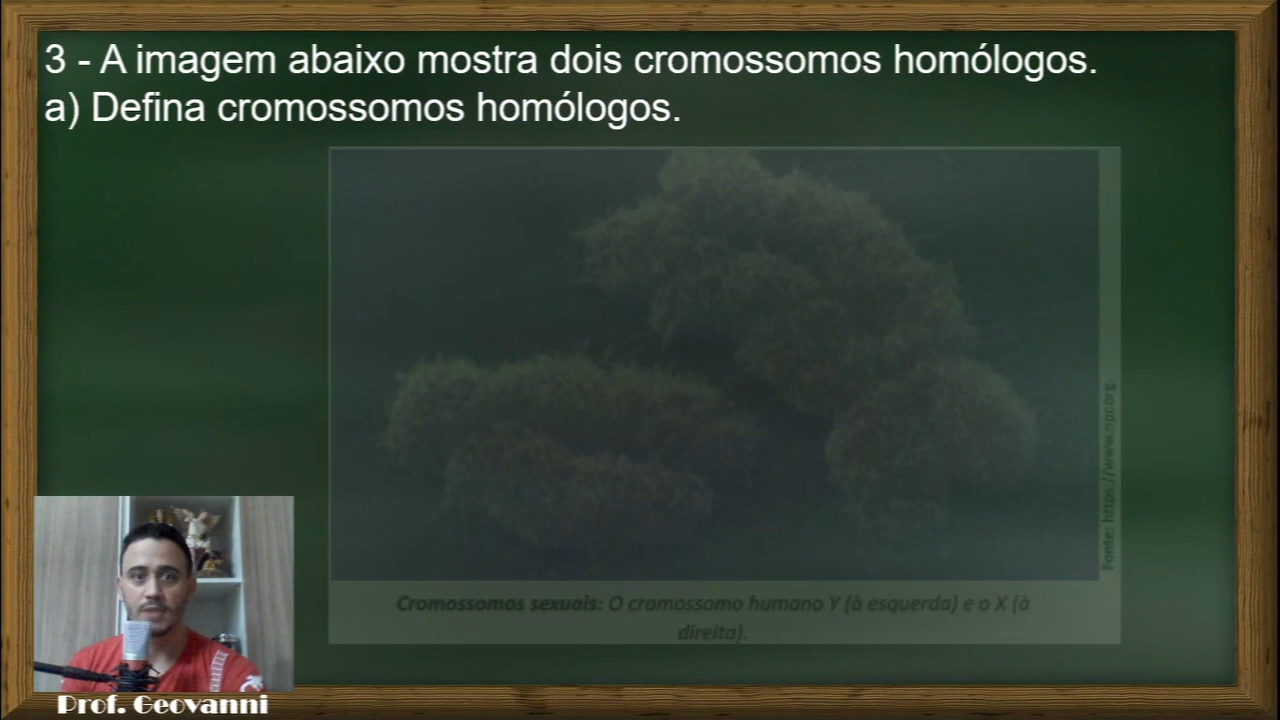 3 - A imagem abaixo mostra dois cromossomos homólogos.
a) Defina cromossomos homólogos.
Fonte: https://www.npr.org
Cromossomos sexuais: O cromossomo humano Y (à esquerda) e o X (à
direita).
Prof. Geovanni